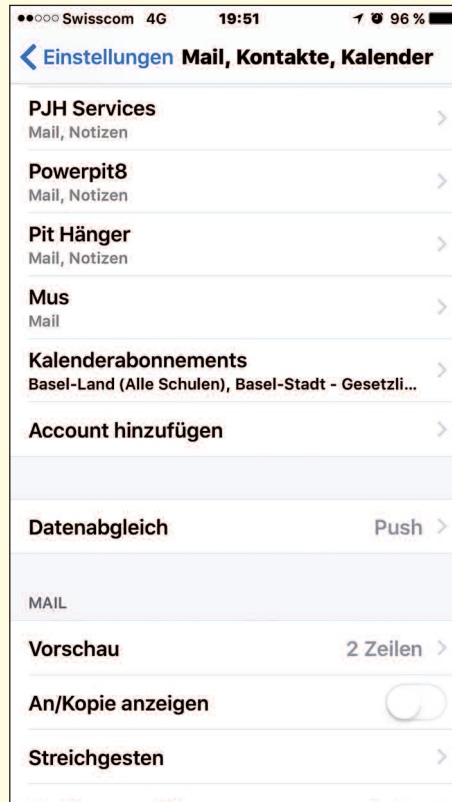 Swisscom 4G 19:51 96 %
Einstellungen Mail, Kontakte, Kalender
PJH Services
Mail, Notizen
Powerpit8
Mail, Notizen
Pit Hänger
Mail, Notizen
Mus
Mail
Kalenderabonnements
Basel-Land (Alle Schulen), Basel-Stadt - Gesetzli...
Account hinzufügen
Datenabgleich Push
MAIL
Vorschau 2 Zeilen
An/Kopie anzeigen
Streichgesten